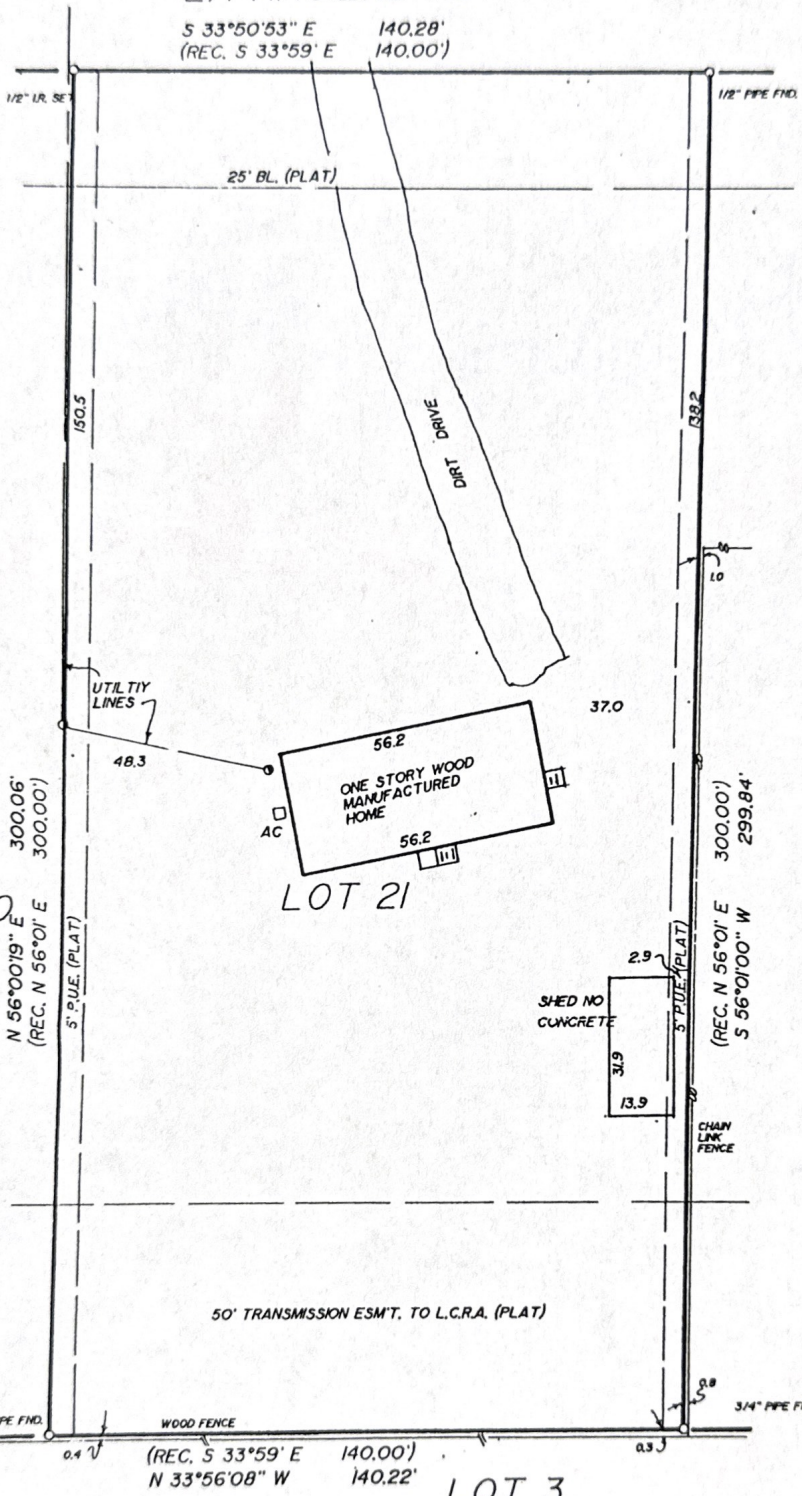 S 33°50'53" E 140.28'
(REC. S 33°59' E 140.00')
1/2" I.R. SET
1/2" PIPE FND.
25' BL. (PLAT)
150.5
138.2
DIRT DRIVE
1.0
UTILTIY
LINES
48.3
37.0
56.2
ONE STORY WOOD
MANUFACTURED
HOME
AC
56.2
LOT 21
N 56°00'19" E 300.06'
(REC. N 56°01' E 300.00')
5' P.U.E. (PLAT)
2.9
5' P.U.E. (PLAT)
(REC. N 56°01' E 300.00')
S 56°01'00" W 299.84'
SHED NO
CONCRETE
31.9
13.9
CHAIN
LINK
FENCE
50' TRANSMISSION ESM'T. TO L.C.R.A. (PLAT)
0.8
PE FND.
WOOD FENCE
3/4" PIPE F
0.4
0.3
(REC. S 33°59' E 140.00')
N 33°56'08" W 140.22'
LOT 3